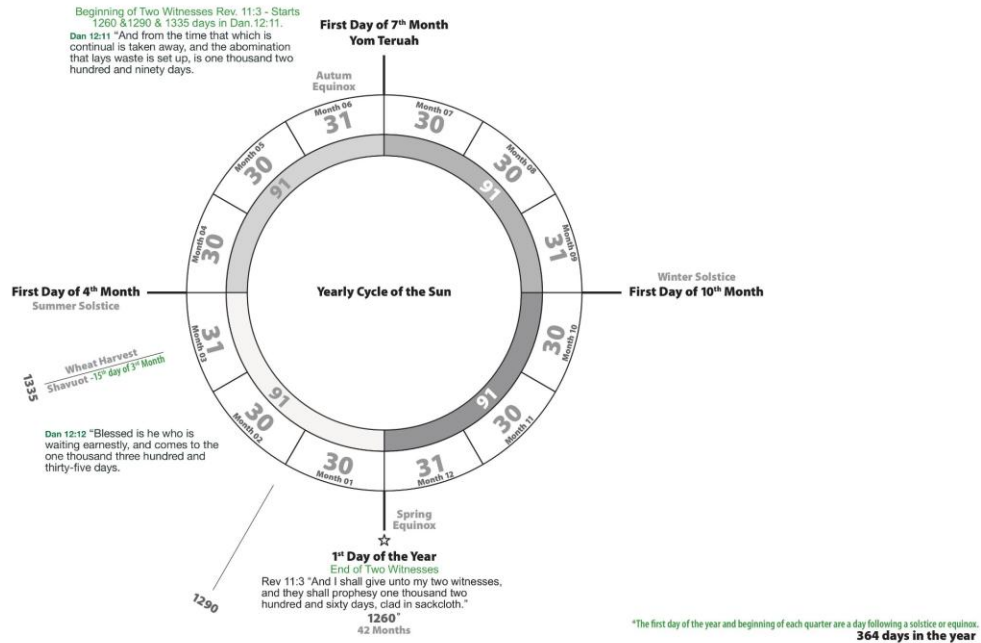 Beginning of Two Witnesses Rev. 11:3 - Starts
1260 &1290 & 1335 days in Dan.12:11.
Dan 12:11 “And from the time that which is
continual is taken away, and the abomination
that lays waste is set up, is one thousand two
hundred and ninety days.
First Day of 7th Month
Yom Teruah
Autum
Equinox
Month 06
31
Month 07
30
Month 05
30
Month 08
30
91
91
Month 04
30
Month 09
31
First Day of 4th Month
Summer Solstice
Yearly Cycle of the Sun
Winter Solstice
First Day of 10th Month
Month 03
31
Month 10
30
Wheat Harvest
Shavuot -15th day of 3rd Month
1335
91
91
Month 02
30
Month 11
30
Dan 12:12 “Blessed is he who is
waiting earnestly, and comes to the
one thousand three hundred and
thirty-five days.
30
Month 01
31
Month 12
Spring
Equinox
☆
1st Day of the Year
End of Two Witnesses
Rev 11:3 “And I shall give unto my two witnesses,
and they shall prophesy one thousand two
hundred and sixty days, clad in sackcloth.”
1290
1260"
42 Months
*The first day of the year and beginning of each quarter are a day following a solstice or equinox.
364 days in the year